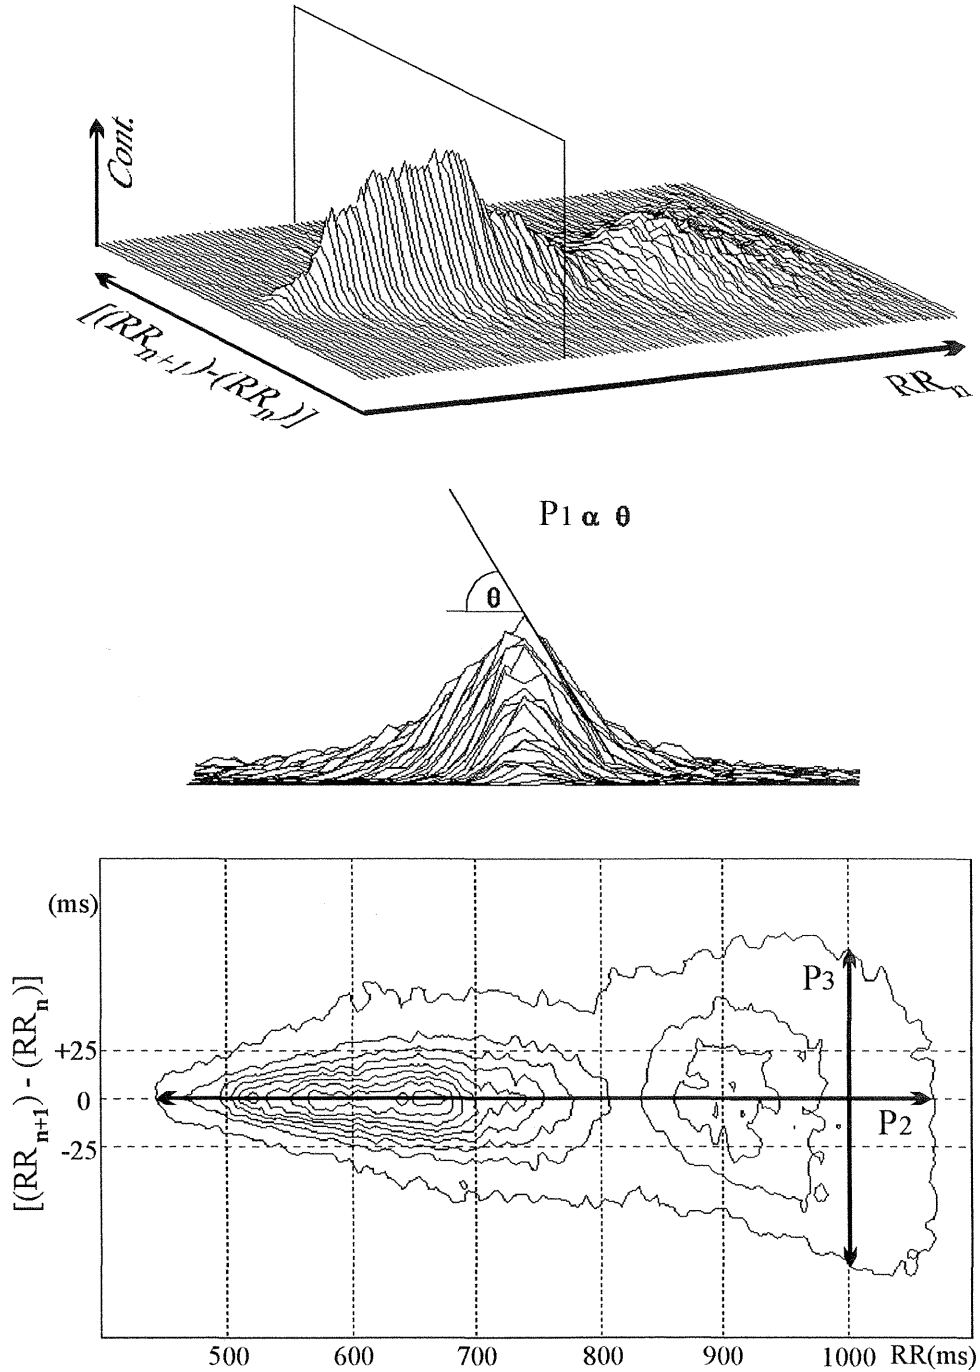 Cont.
[(RRn+1)-(RRn)]
RRn
P1 α θ
θ
(ms)
[(RRn+1) - (RRn)]
+25
0
-25
P3
P2
500 600 700 800 900 1000 RR(ms)